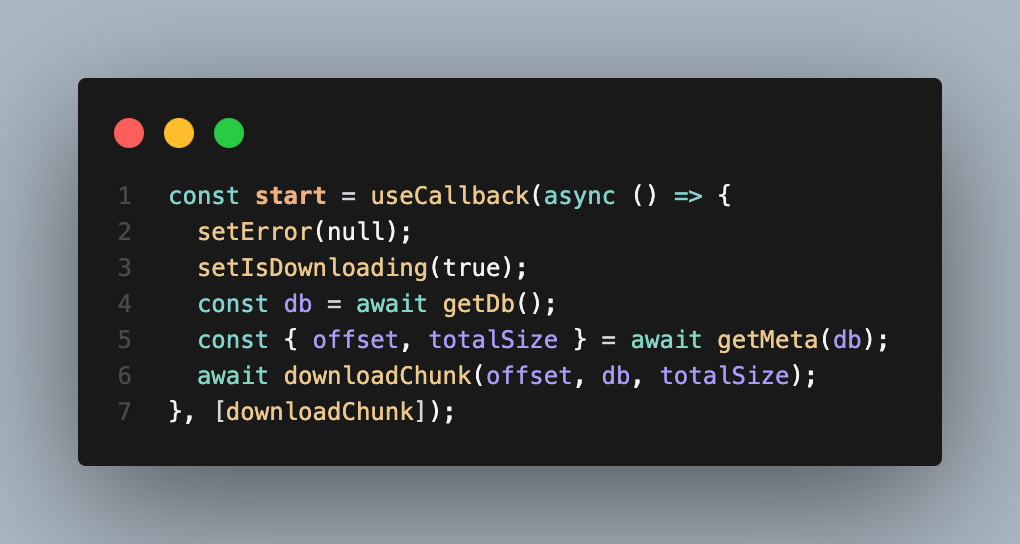 1 const start = useCallback(async () => {
2   setError(null);
3   setIsDownloading(true);
4   const db = await getDb();
5   const { offset, totalSize } = await getMeta(db);
6   await downloadChunk(offset, db, totalSize);
7 }, [downloadChunk]);